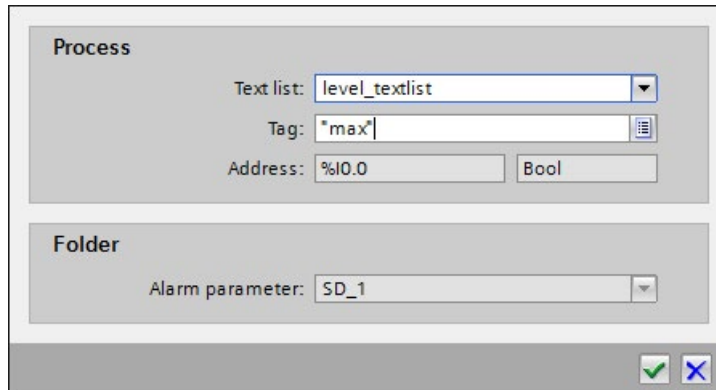 Process
Text list: level_textlist
Tag: "max"
Address: %I0.0 Bool
Folder
Alarm parameter: SD_1